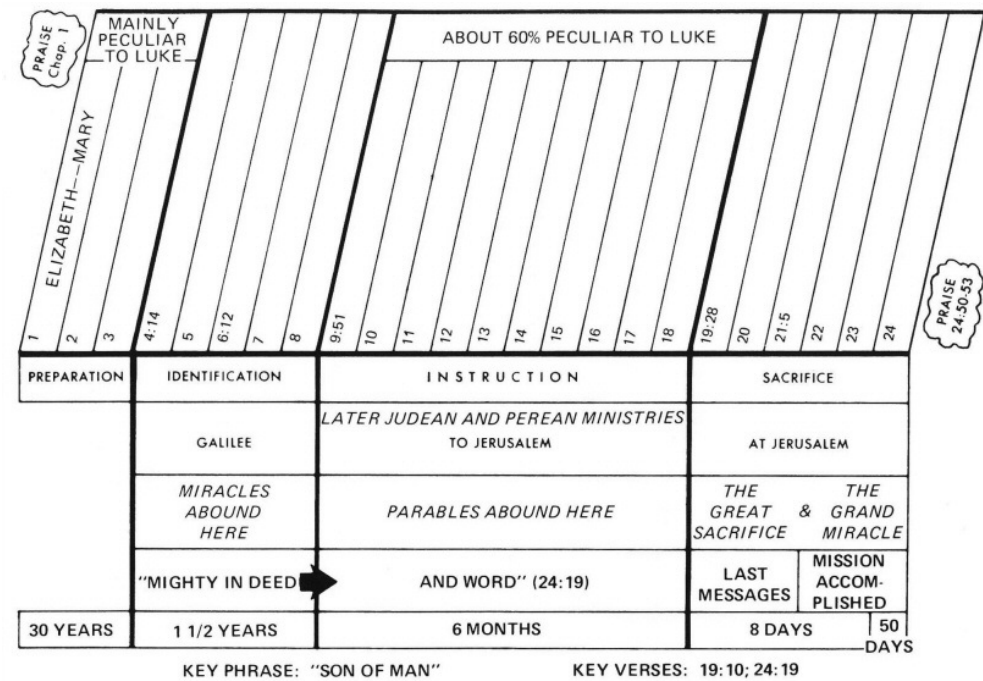 PRAISE
Chap. 1
MAINLY
PECULIAR
TO LUKE
ABOUT 60% PECULIAR TO LUKE
ELIZABETH--MARY
PRAISE
24:50-53
1 2 3 4:14 5 6:12 7 8 9:51 10 11 12 13 14 15 16 17 18 19:28 20 21:5 22 23 24
PREPARATION IDENTIFICATION INSTRUCTION SACRIFICE
LATER JUDEAN AND PEREAN MINISTRIES
GALILEE TO JERUSALEM AT JERUSALEM
MIRACLES
ABOUND
HERE
PARABLES ABOUND HERE
THE THE
GREAT & GRAND
SACRIFICE MIRACLE
"MIGHTY IN DEED AND WORD" (24:19)
LAST
MESSAGES
MISSION
ACCOM-
PLISHED
30 YEARS 1 1/2 YEARS 6 MONTHS 8 DAYS 50
DAYS
KEY PHRASE: "SON OF MAN" KEY VERSES: 19:10; 24:19